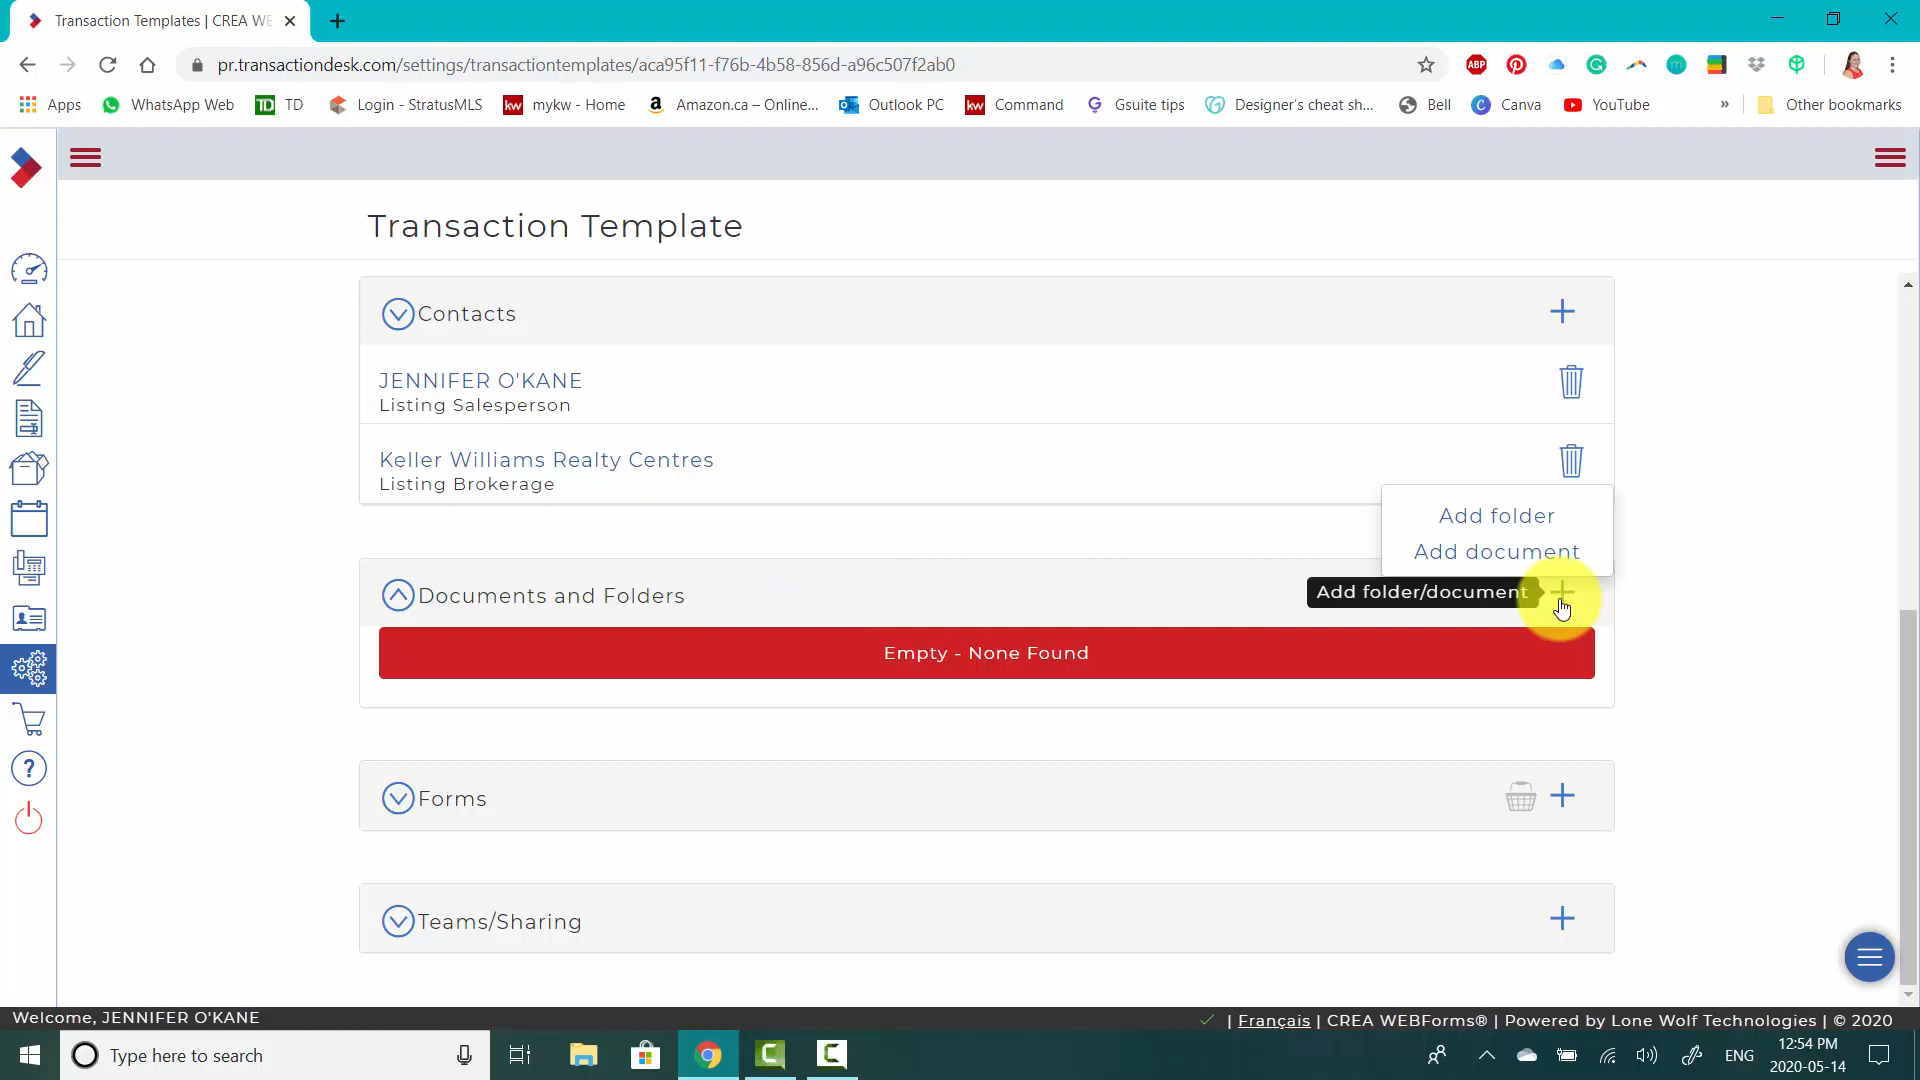 Transaction Templates | CREA WE
pr.transactiondesk.com/settings/transactiontemplates/aca95f11-f76b-4b58-856d-a96c507f2ab0
ABP
Apps WhatsApp Web TD TD Login - StratusMLS kw mykw - Home a Amazon.ca – Online... Outlook PC kw Command G Gsuite tips Designer's cheat sh... Bell C Canva YouTube » Other bookmarks
Transaction Template
Contacts
JENNIFER O'KANE
Listing Salesperson
Keller Williams Realty Centres
Listing Brokerage
Add folder
Add document
Documents and Folders
Add folder/document
Empty - None Found
Forms
Teams/Sharing
Welcome, JENNIFER O'KANE
| Français | CREA WEBForms® | Powered by Lone Wolf Technologies | © 2020
Type here to search
ENG
12:54 PM
2020-05-14